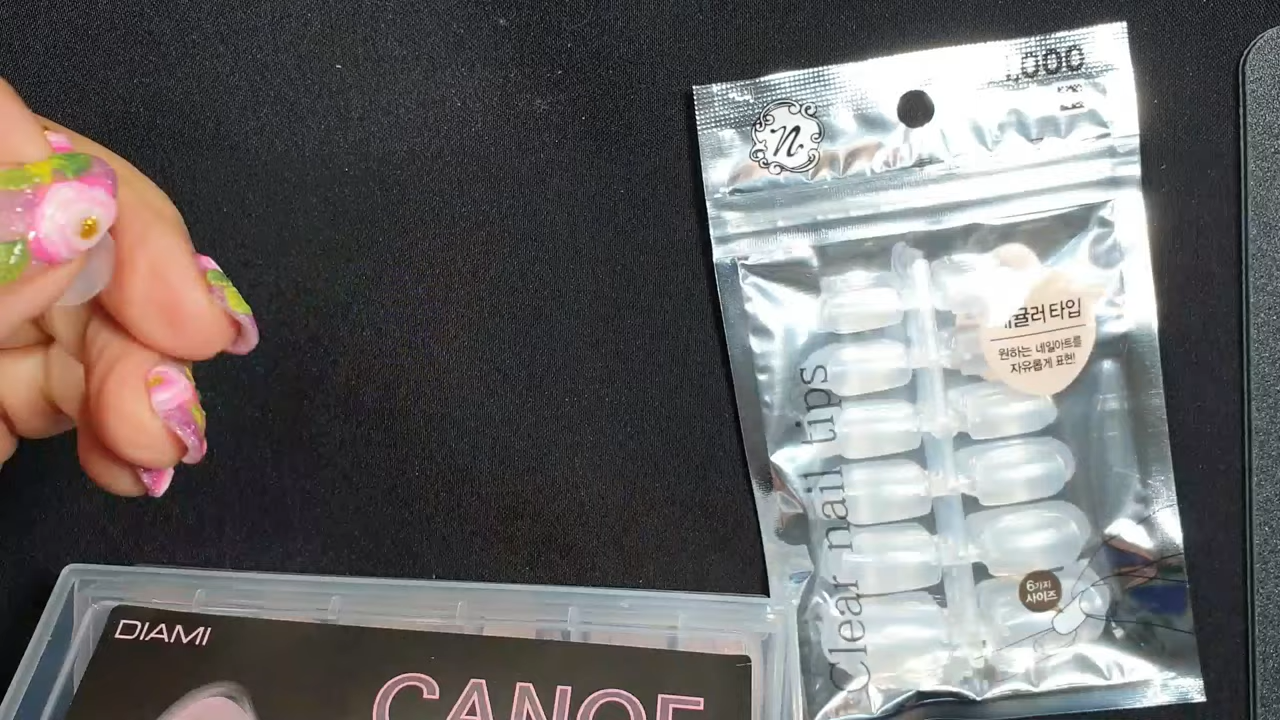 1,000
n
레귤러 타입
원하는 네일아트를
자유롭게 표현!
Clear nail tips
6가지
사이즈
DIAMI